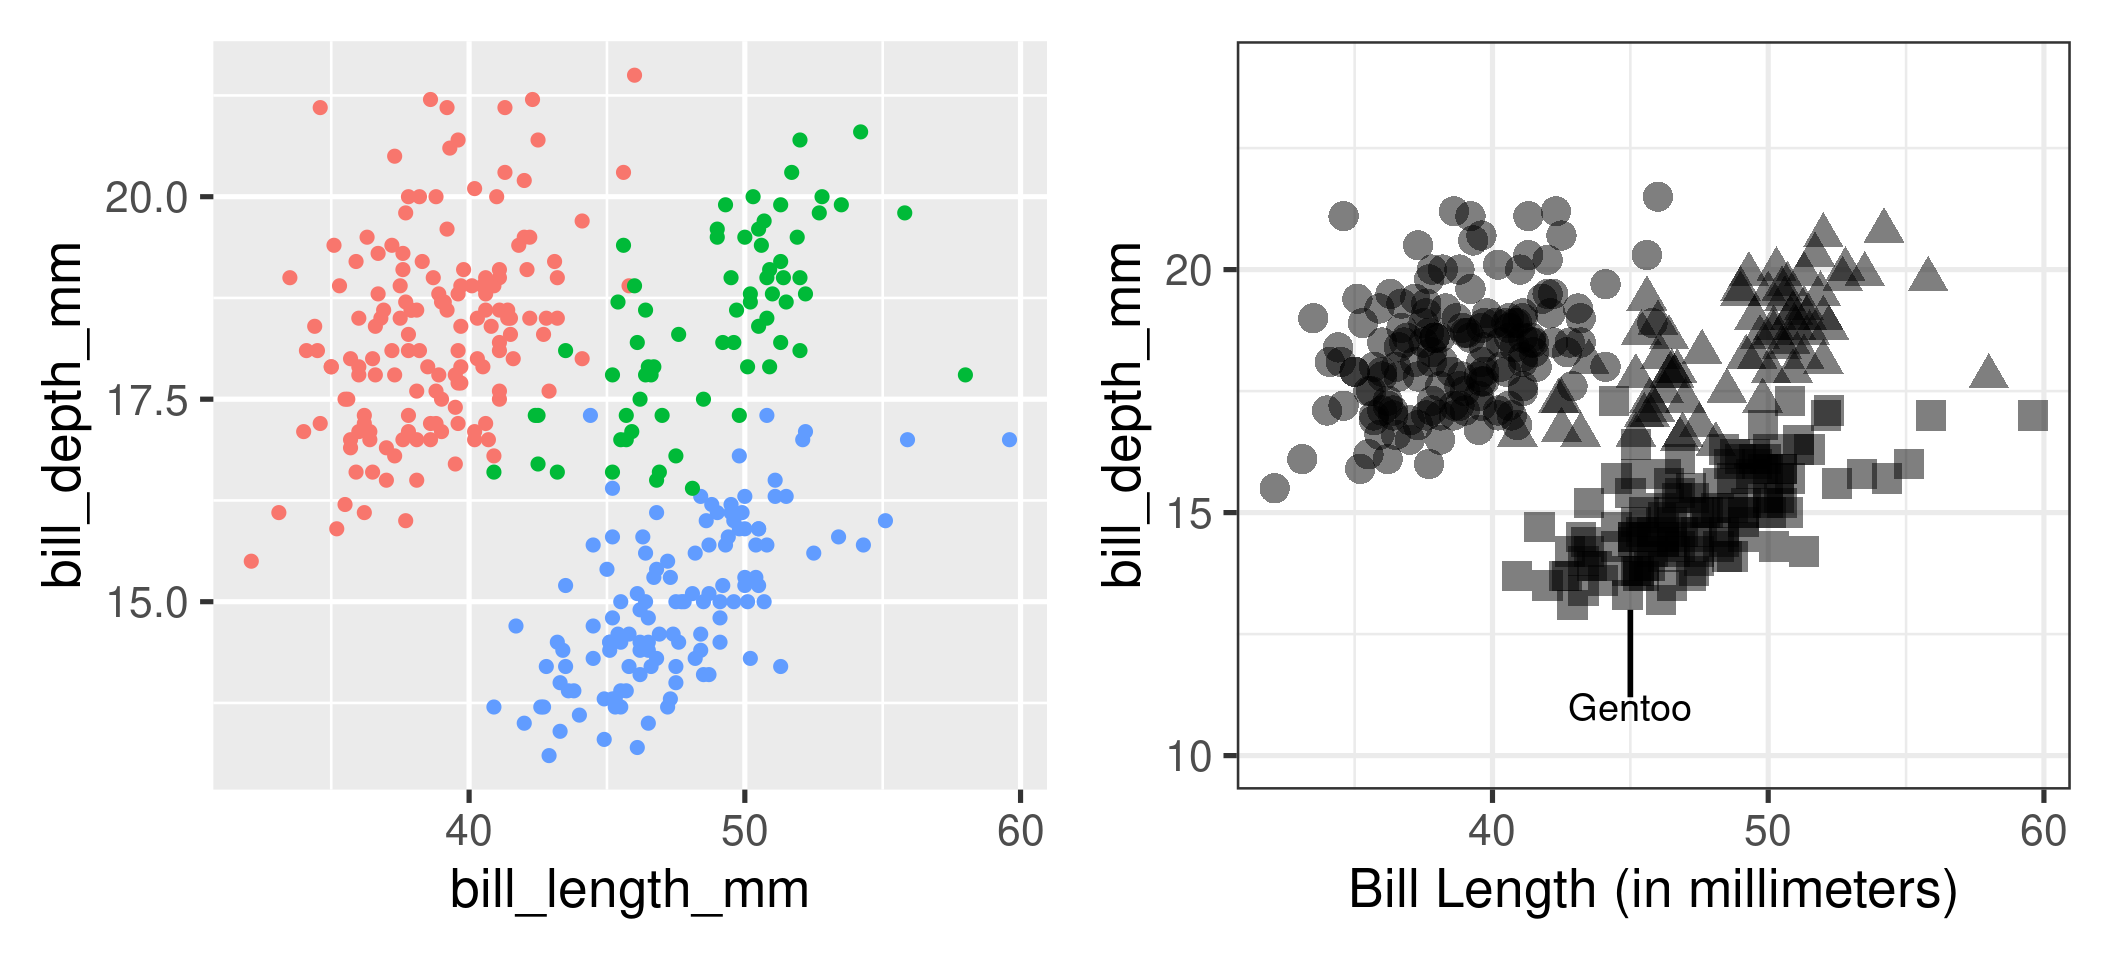 bill_depth_mm
20.0
17.5
15.0
40 50 60
bill_length_mm
bill_depth_mm
20
15
10
Gentoo
40 50 60
Bill Length (in millimeters)